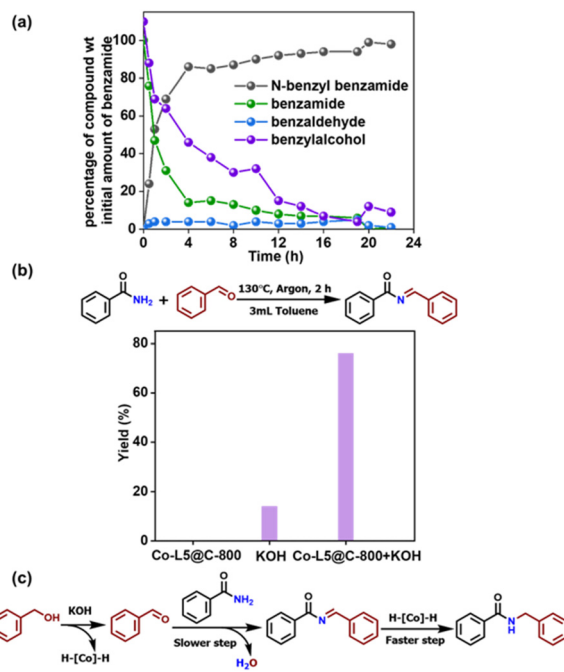 (a)
percentage of compound wt
initial amount of benzamide
100
80
60
40
20
0
N-benzyl benzamide
benzamide
benzaldehyde
benzylalcohol
0 4 8 12 16 20 24
Time (h)
(b)
O
NH2
+
O
130°C, Argon, 2 h
3mL Toluene
O
N
Yield (%)
80
60
40
20
0
Co-L5@C-800 KOH Co-L5@C-800+KOH
(c)
OH
KOH
H-[Co]-H
O
O
NH2
Slower step
H2O
O
N
H-[Co]-H
Faster step
O
N
H